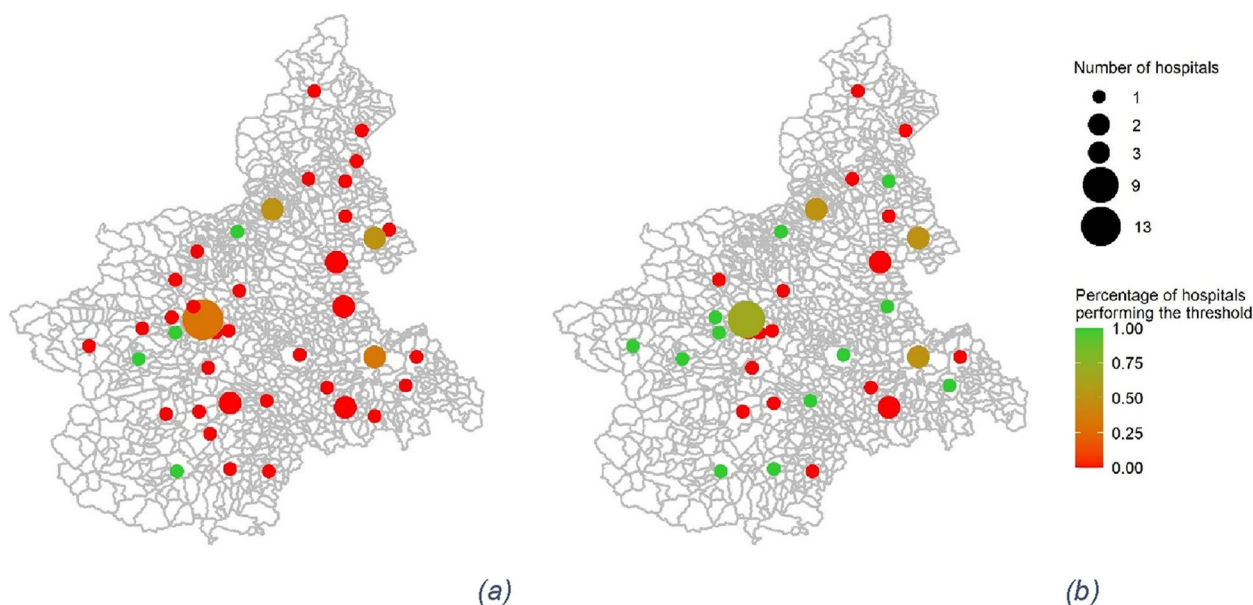 Number of hospitals
1
2
3
9
13
Percentage of hospitals
performing the threshold
1.00
0.75
0.50
0.25
0.00
(a)
(b)